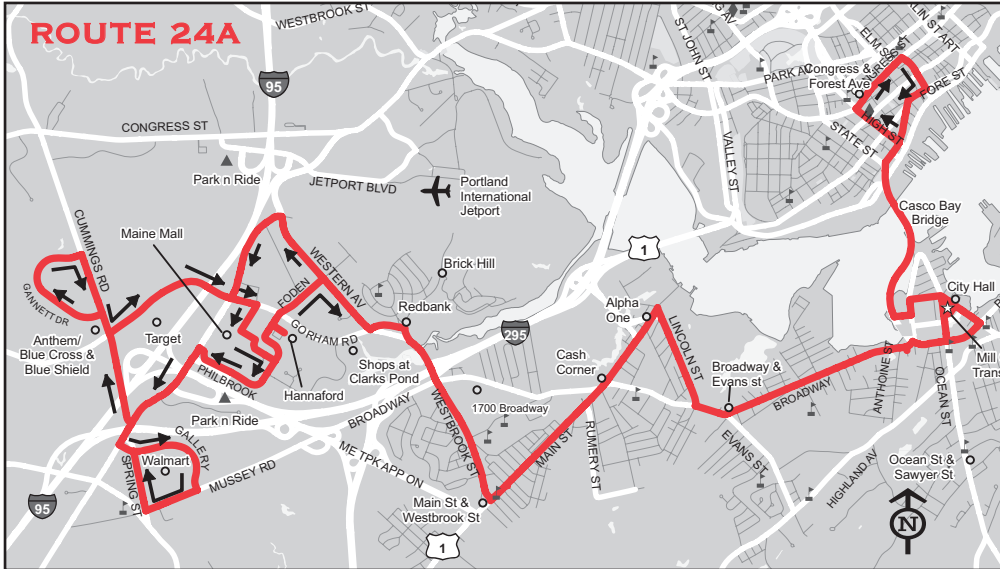 ROUTE 24A
WESTBROOK ST
95
CONGRESS ST
Park n Ride
JETPORT BLVD
Portland
International
Jetport
ST JOHN ST
G AV
PARK AV
ELM ST
LIN ST ART
Congress &
Forest Ave
FORE ST
HIGH ST
STATE ST
VALLEY ST
Casco Bay
Bridge
1
CUMMINGS RD
Maine Mall
GANNETT DR
Anthem/
Blue Cross &
Blue Shield
Target
FODEN
WESTERN AV
Brick Hill
Redbank
GORHAM RD
Shops at
Clarks Pond
295
Alpha
One
Cash
Corner
LINCOLN ST
Broadway &
Evans st
City Hall
Mill
Trans
ANTHOINE ST
OCEAN ST
BROADWAY
PHILBROOK
Hannaford
Park n Ride
BROADWAY
1700 Broadway
WESTBROOK ST
MAIN ST
RUMERY ST
EVANS ST
HIGHLAND AV
Ocean St &
Sawyer St
GALLERY
Walmart
SPRING ST
MUSSEY RD
ME TPK APP ON
Main St &
Westbrook St
95
1
N